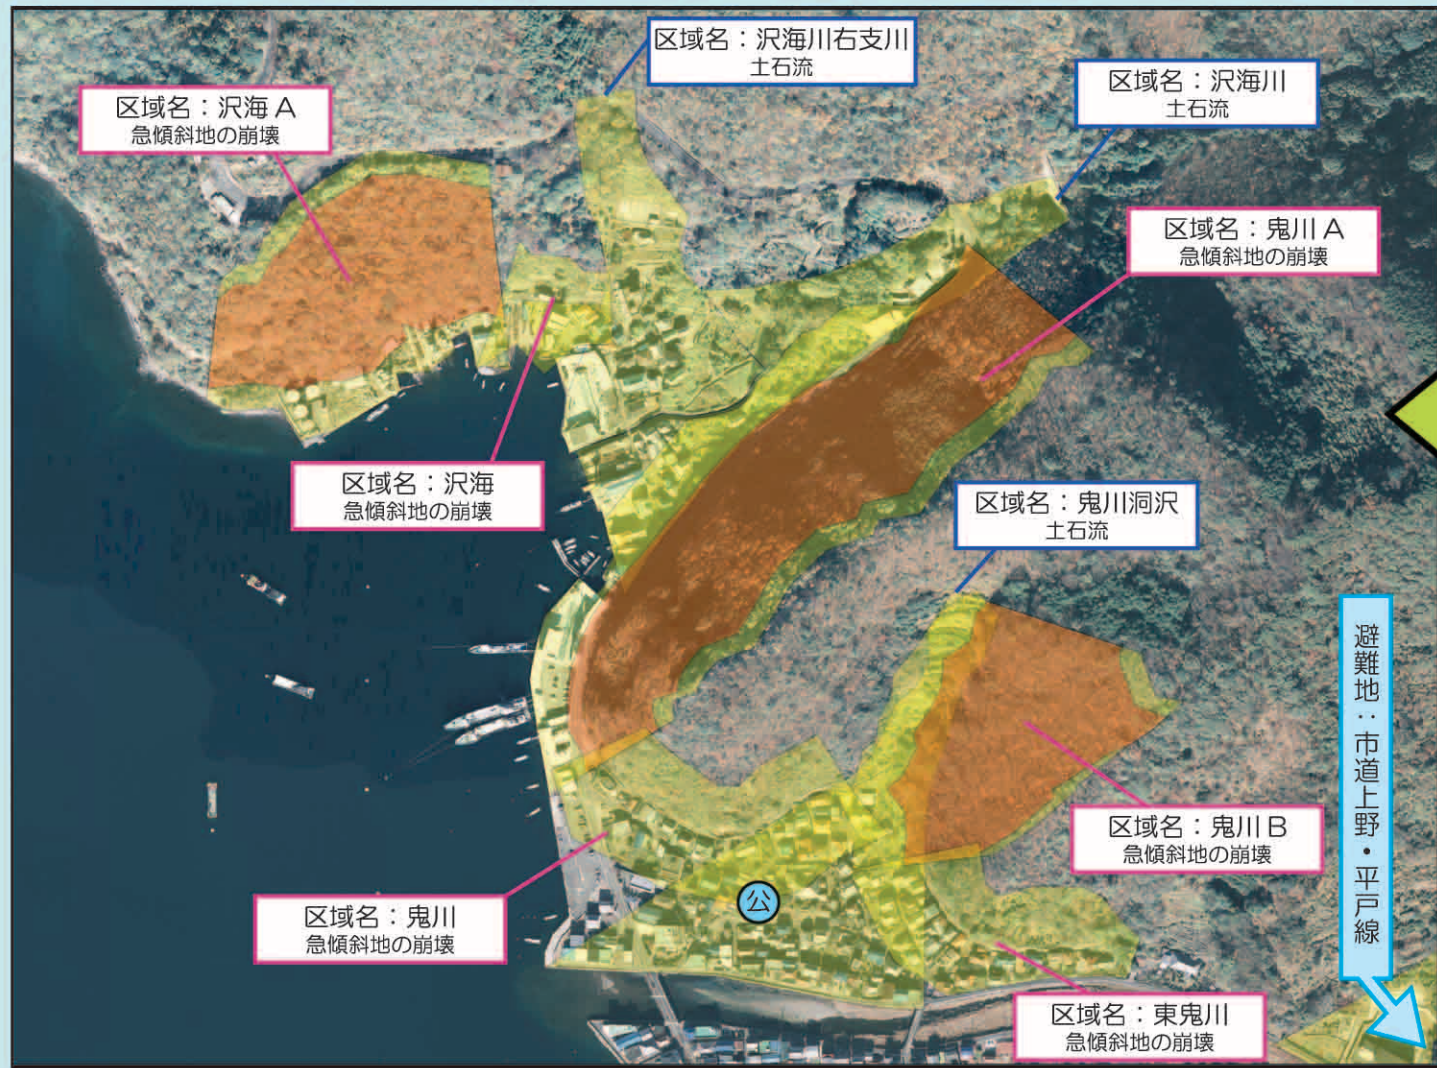 区域名：沢海川右支川
土石流
区域名：沢海川
土石流
区域名：沢海 A
急傾斜地の崩壊
区域名：鬼川 A
急傾斜地の崩壊
区域名：沢海
急傾斜地の崩壊
区域名：鬼川洞沢
土石流
避難地：市道上野・平戸線
区域名：鬼川 B
急傾斜地の崩壊
公
区域名：鬼川
急傾斜地の崩壊
区域名：東鬼川
急傾斜地の崩壊